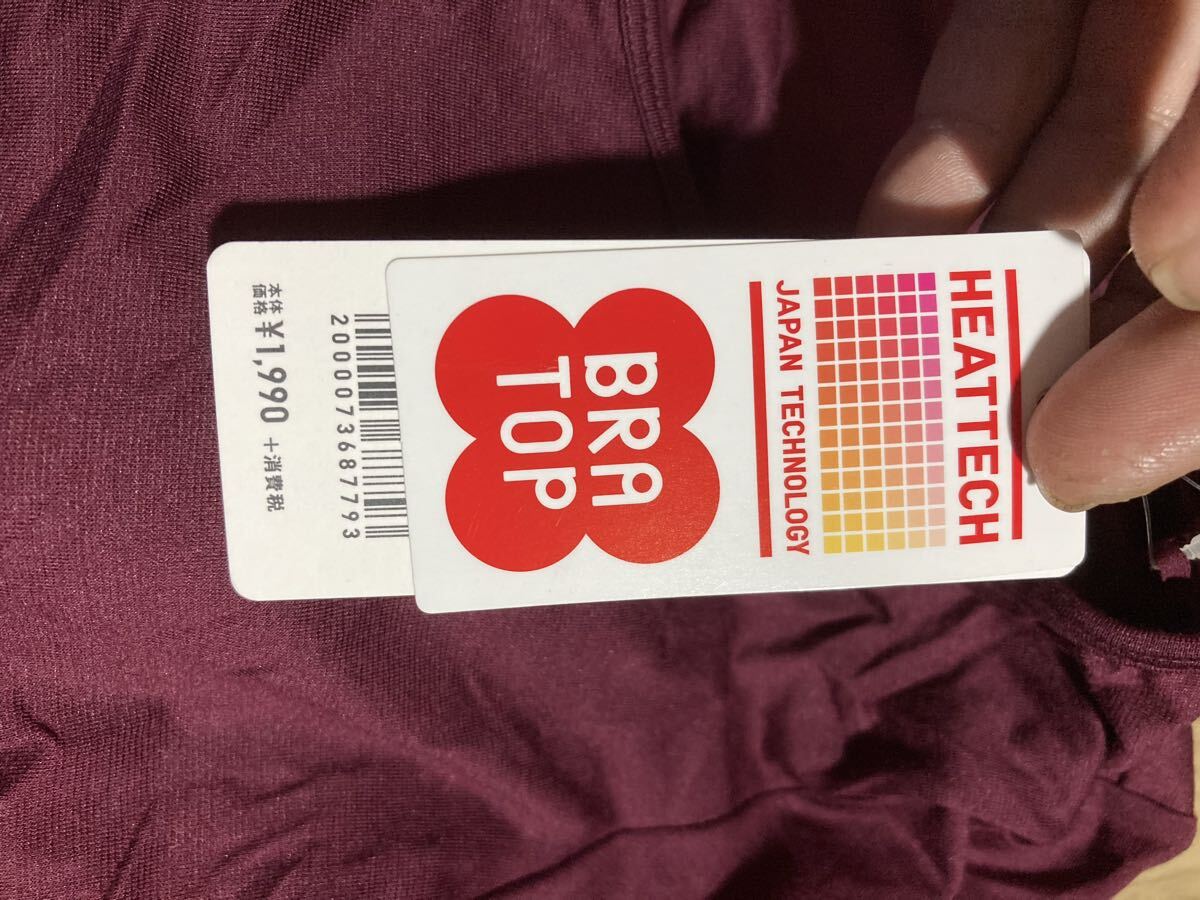 HEATTECH
JAPAN TECHNOLOGY
BRA
TOP
2000073687793
本体
価格 ¥1,990 +消費税